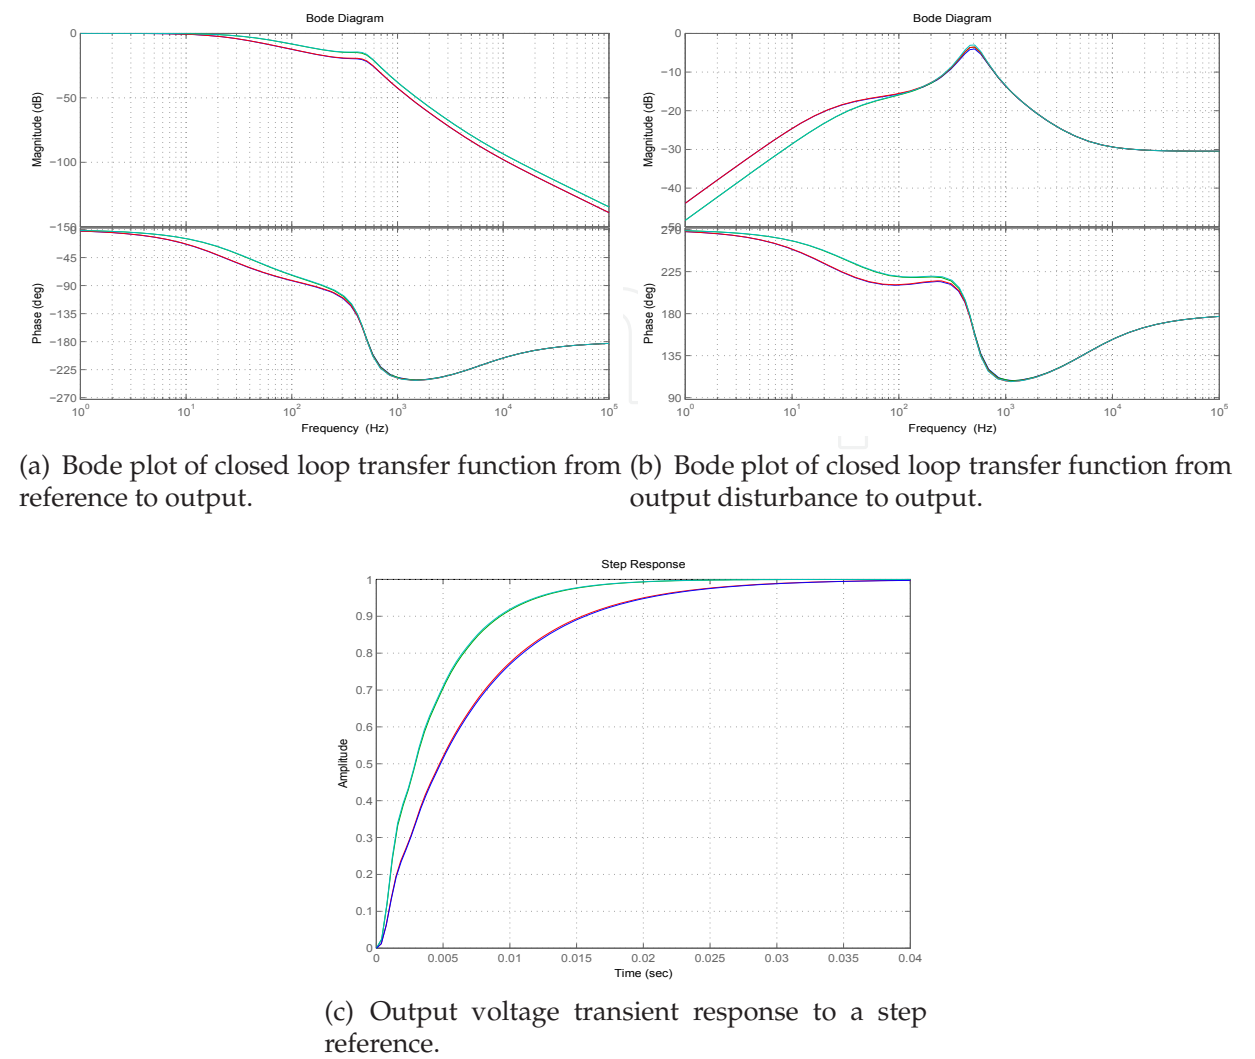 Bode Diagram
0
−50
−100
−150
Magnitude (dB)
0
−45
−90
−135
−180
−225
−270
Phase (deg)
10^0 10^1 10^2 10^3 10^4 10^5
Frequency (Hz)
Bode Diagram
0
−10
−20
−30
−40
−50
Magnitude (dB)
270
225
180
135
90
Phase (deg)
10^0 10^1 10^2 10^3 10^4 10^5
Frequency (Hz)
(a) Bode plot of closed loop transfer function from
reference to output.
(b) Bode plot of closed loop transfer function from
output disturbance to output.
Step Response
1
0.9
0.8
0.7
0.6
0.5
0.4
0.3
0.2
0.1
0
Amplitude
0 0.005 0.01 0.015 0.02 0.025 0.03 0.035 0.04
Time (sec)
(c) Output voltage transient response to a step
reference.